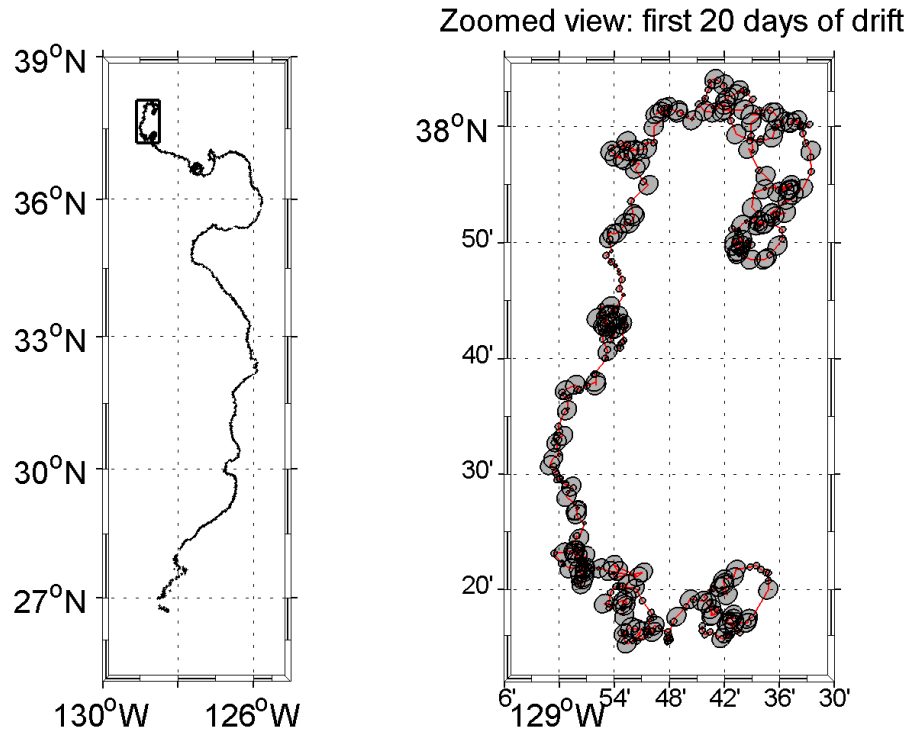 Zoomed view: first 20 days of drift
39°N
36°N
33°N
30°N
27°N
130°W
126°W
38°N
50'
40'
30'
20'
6'
129°W
54'
48'
42'
36'
30'